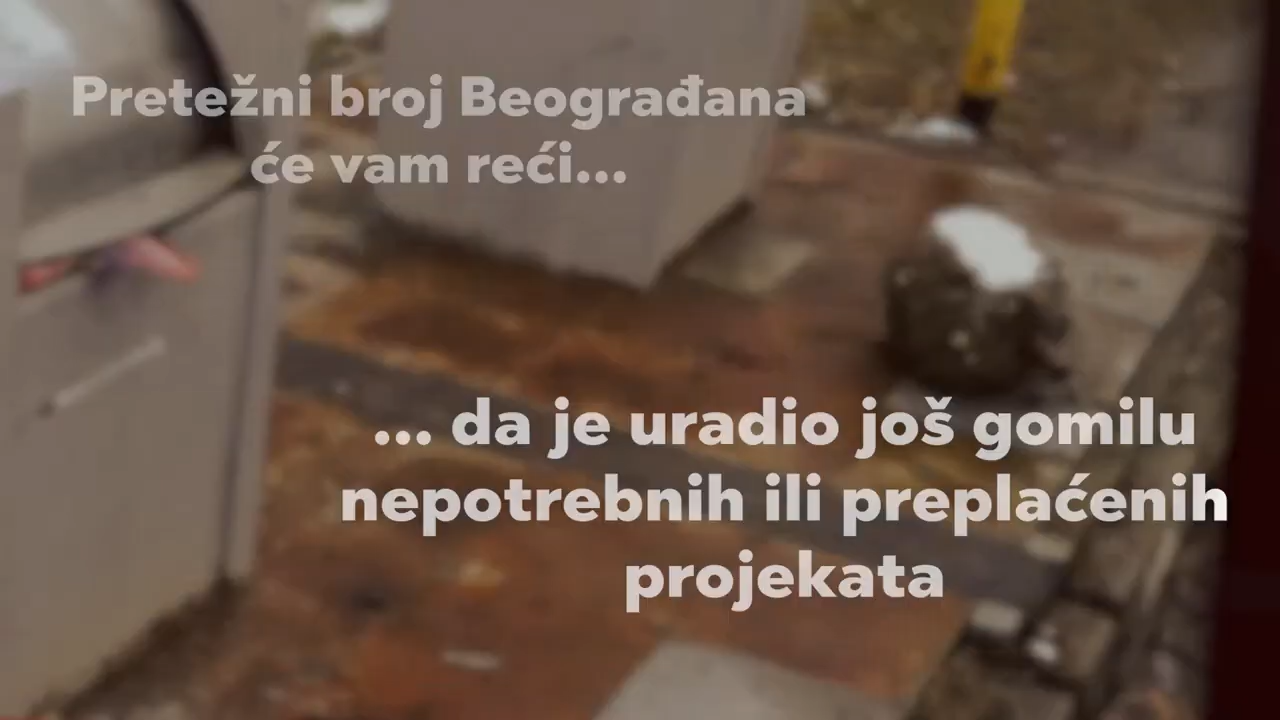 Pretežni broj Beograđana
će vam reći...
... da je uradio još gomilu
nepotrebnih ili preplaćenih
projekata